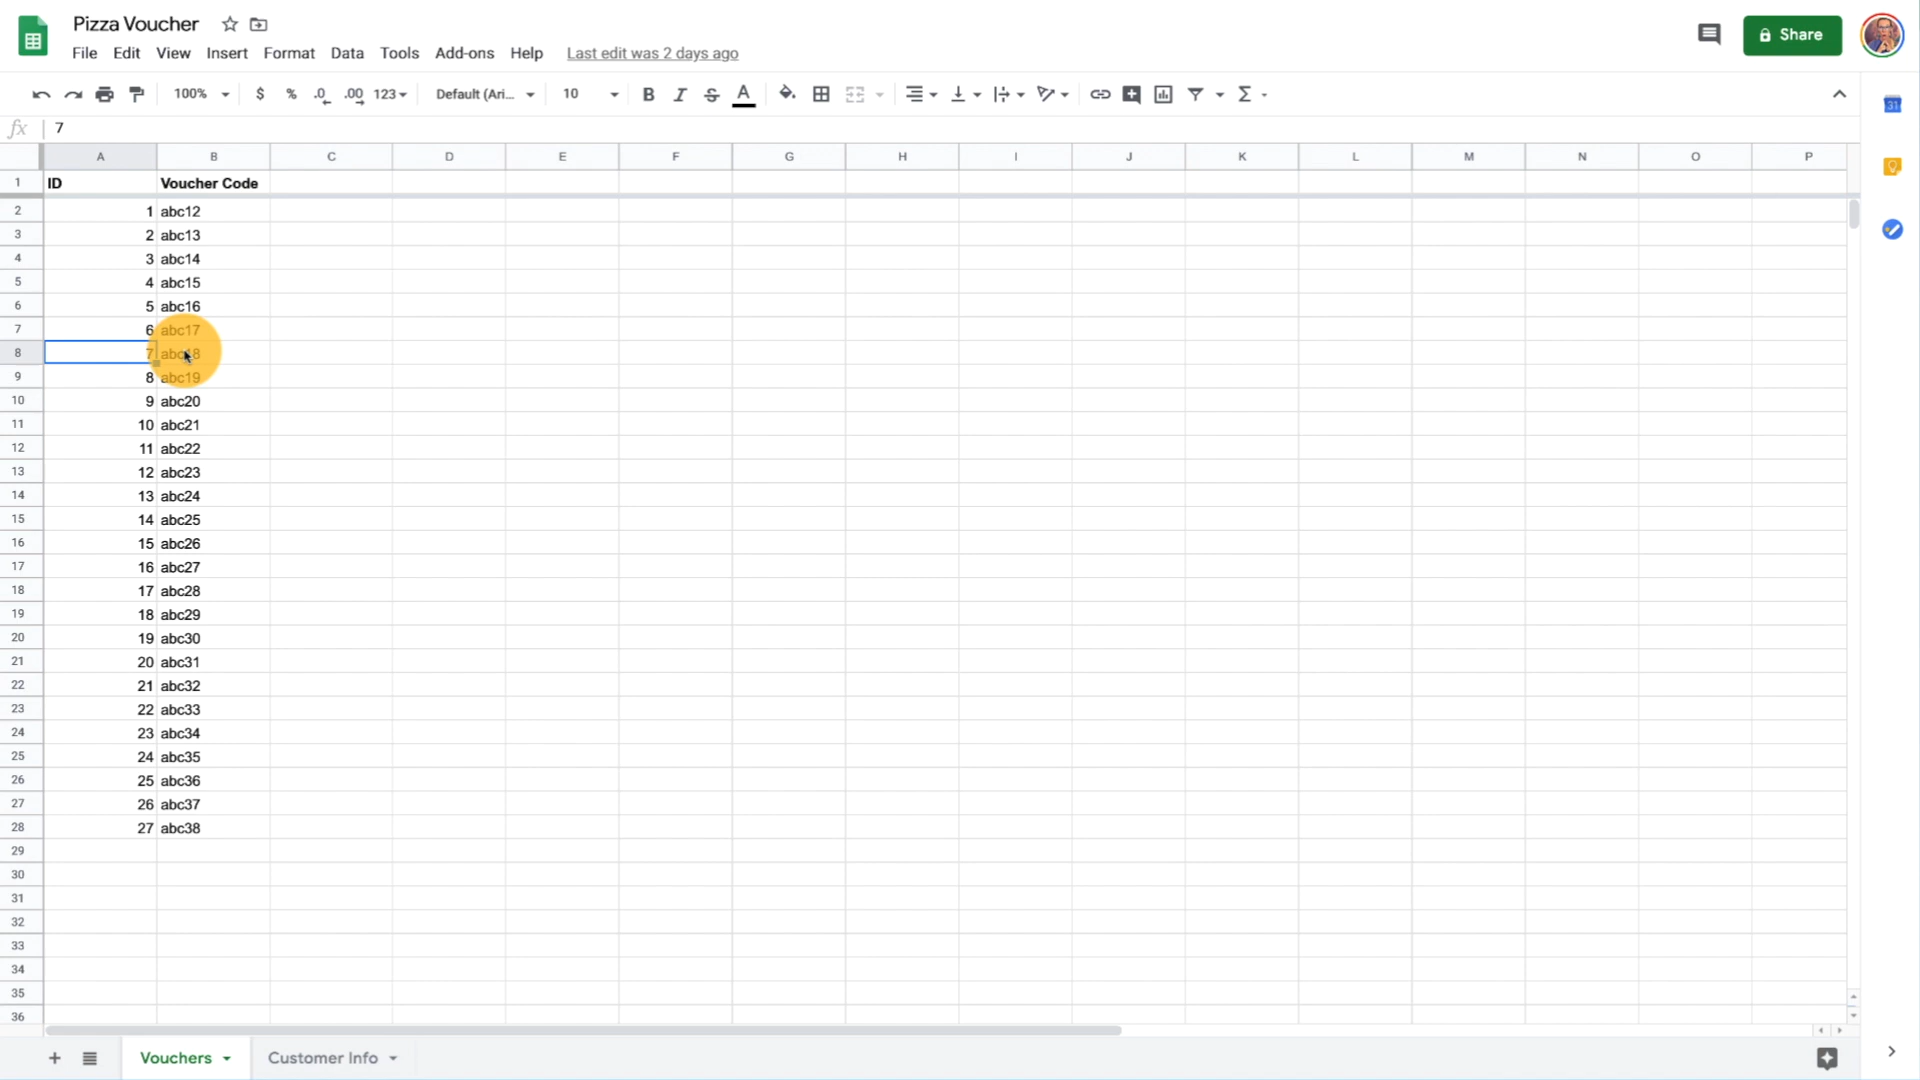 Pizza Voucher
File Edit View Insert Format Data Tools Add-ons Help Last edit was 2 days ago
Share
100% $ % .0 .00 123 Default (Ari... 10 B I S A
31
fx 7
A B C D E F G H I J K L M N O P
1 ID Voucher Code
2 1 abc12
3 2 abc13
4 3 abc14
5 4 abc15
6 5 abc16
7 6 abc17
8 7 abc18
9 8 abc19
10 9 abc20
11 10 abc21
12 11 abc22
13 12 abc23
14 13 abc24
15 14 abc25
16 15 abc26
17 16 abc27
18 17 abc28
19 18 abc29
20 19 abc30
21 20 abc31
22 21 abc32
23 22 abc33
24 23 abc34
25 24 abc35
26 25 abc36
27 26 abc37
28 27 abc38
29
30
31
32
33
34
35
36
Vouchers Customer Info